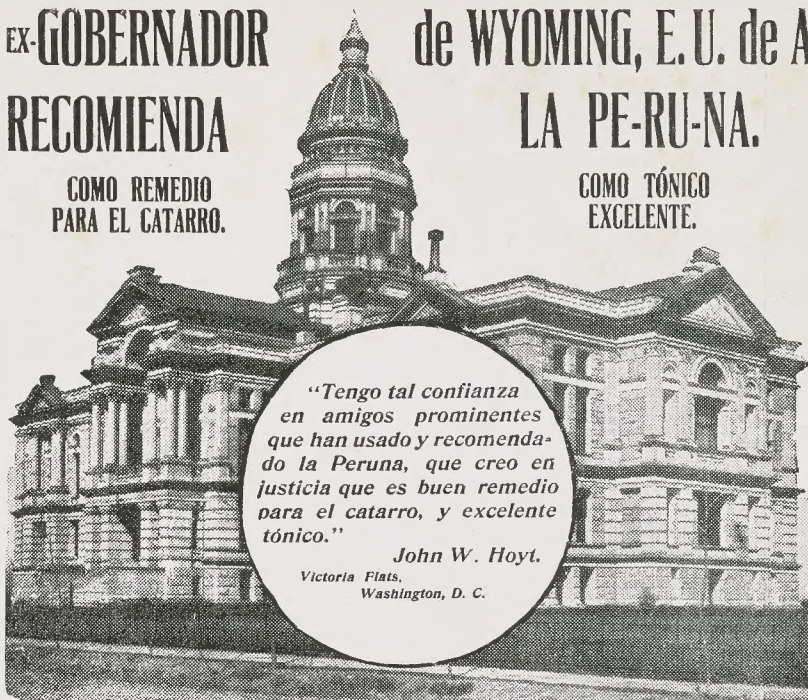 EX-GOBERNADOR de WYOMING, E. U. de A
RECOMIENDA LA PE-RU-NA.
COMO REMEDIO
PARA EL CATARRO.
COMO TÓNICO
EXCELENTE.
"Tengo tal confianza
en amigos prominentes
que han usado y recomenda-
do la Peruna, que creo en
justicia que es buen remedio
para el catarro, y excelente
tónico."
John W. Hoyt.
Victoria Flats,
Washington, D. C.